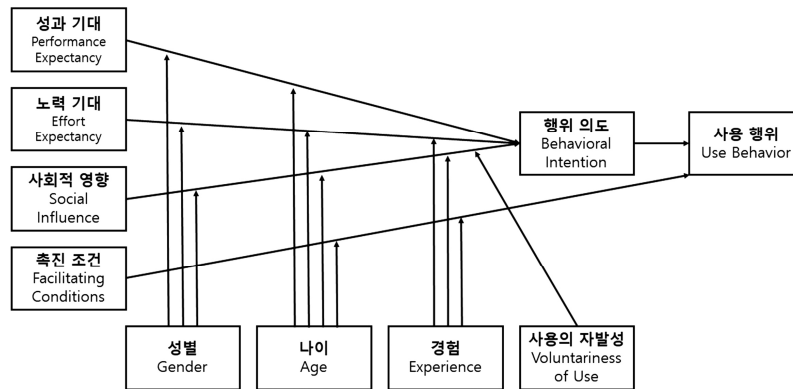 성과 기대
Performance
Expectancy
노력 기대
Effort
Expectancy
사회적 영향
Social
Influence
촉진 조건
Facilitating
Conditions
행위 의도
Behavioral
Intention
사용 행위
Use Behavior
성별
Gender
나이
Age
경험
Experience
사용의 자발성
Voluntariness
of Use